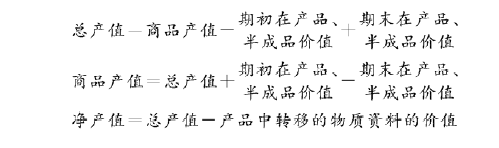 总产值=商品产值-期初在产品、半成品价值+期末在产品、半成品价值
商品产值=总产值+期初在产品、半成品价值-期末在产品、半成品价值
净产值=总产值-产品中转移的物质资料的价值